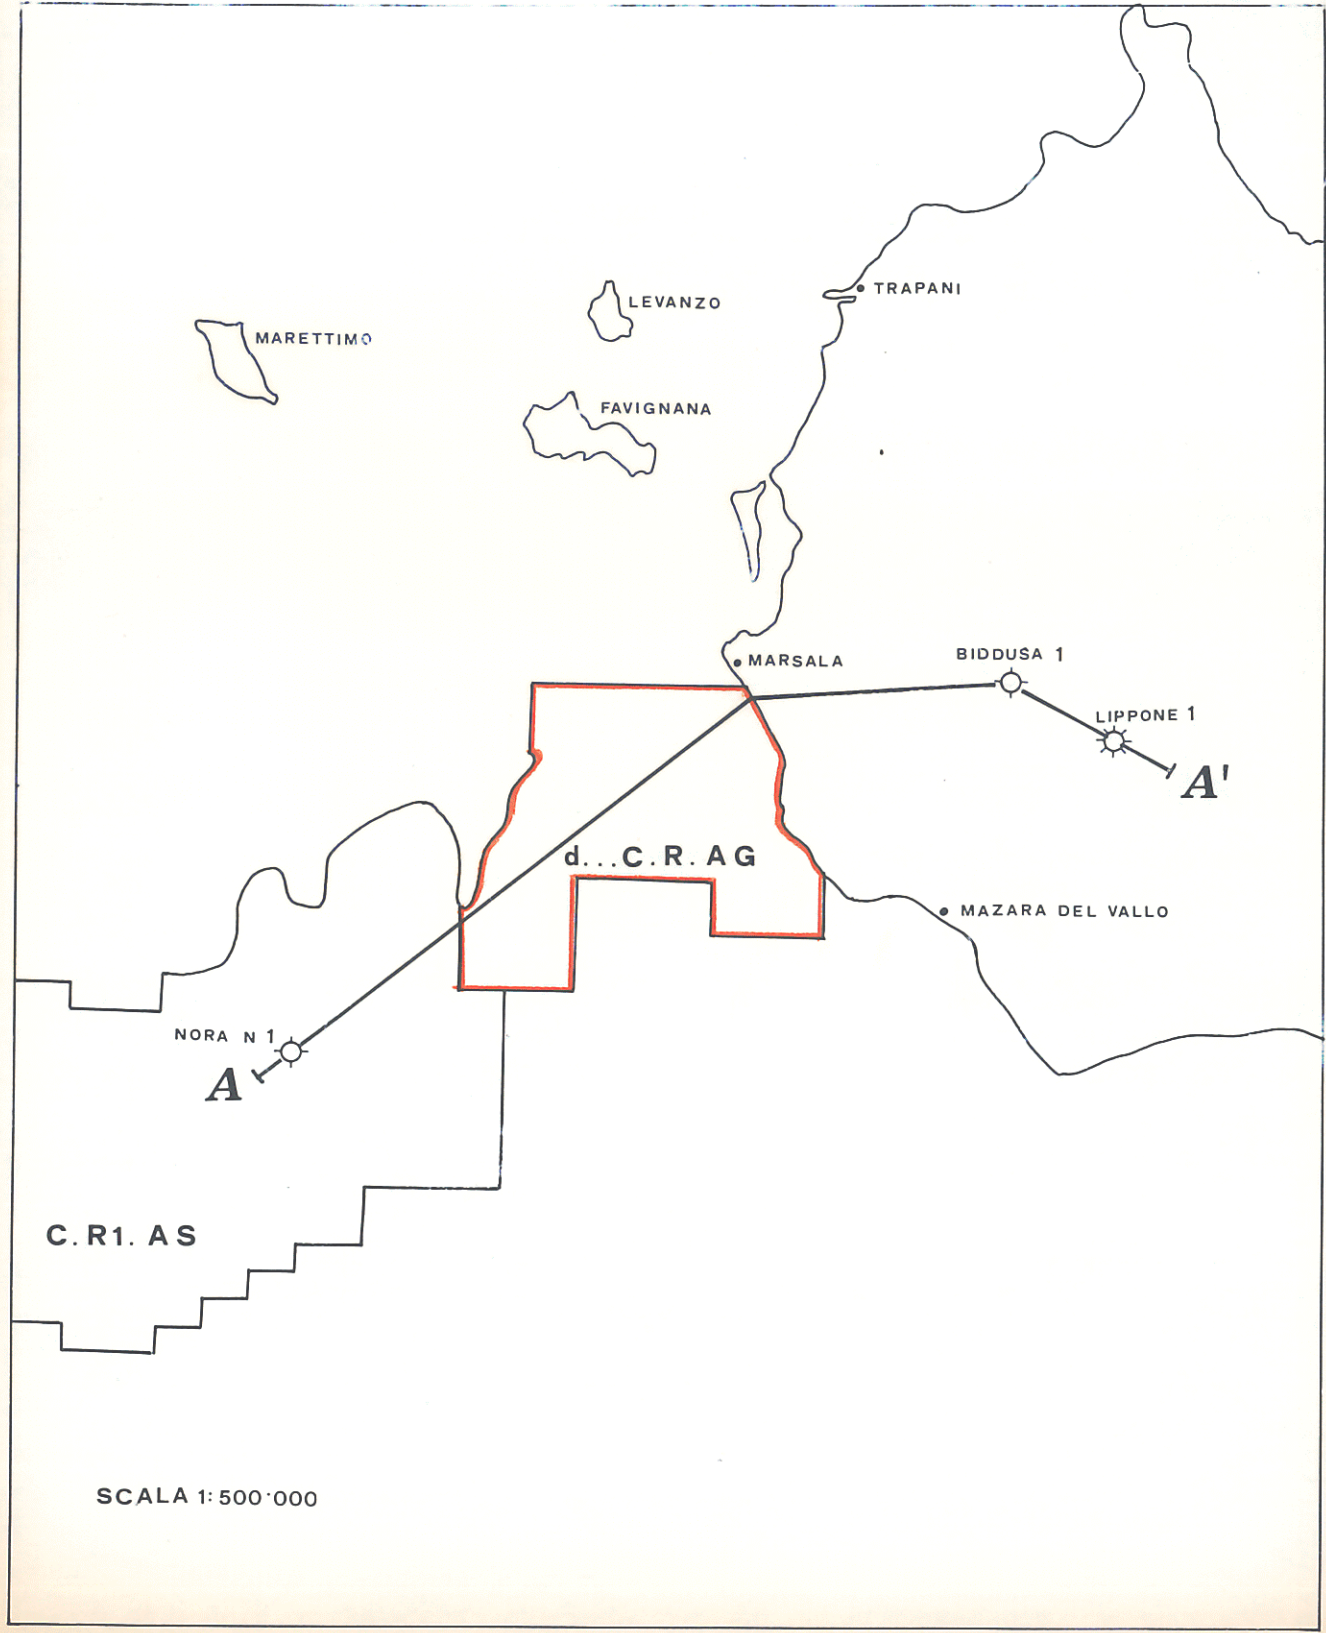 TRAPANI
LEVANZO
MARETTIMO
FAVIGNANA
MARSALA
BIDDUSA 1
LIPPONE 1
A'
d...C.R.AG
MAZARA DEL VALLO
NORA N 1
A
C.R1.AS
SCALA 1:500·000